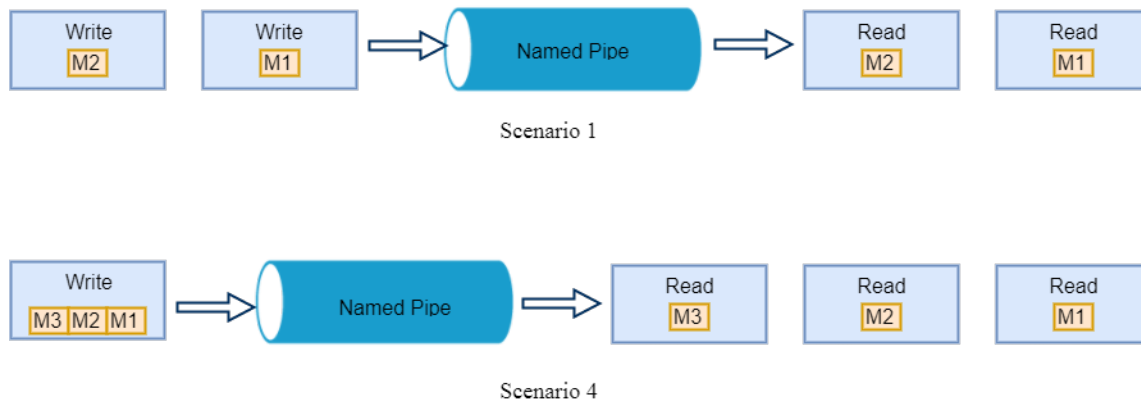 Write
M2
Write
M1
Named Pipe
Read
M2
Read
M1
Scenario 1
Write
M3 M2 M1
Named Pipe
Read
M3
Read
M2
Read
M1
Scenario 4